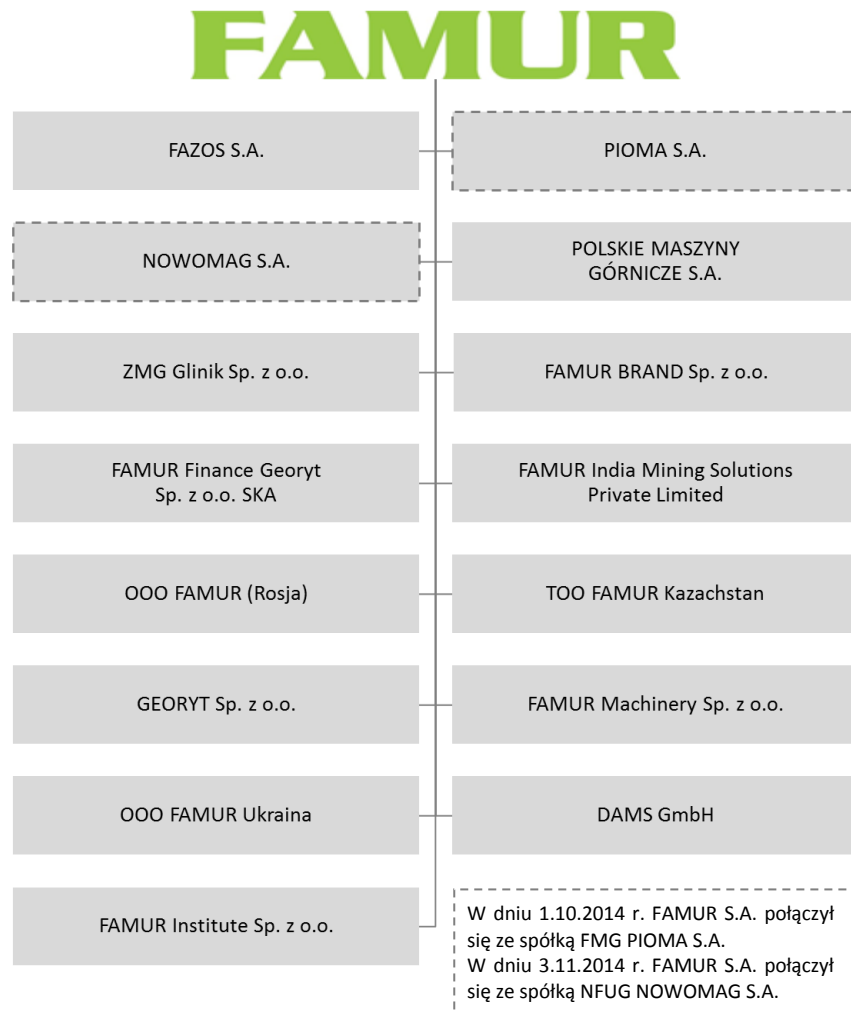 FAMUR
FAZOS S.A.
PIOMA S.A.
NOWOMAG S.A.
POLSKIE MASZYNY
GÓRNICZE S.A.
ZMG Glinik Sp. z o.o.
FAMUR BRAND Sp. z o.o.
FAMUR Finance Georyt
Sp. z o.o. SKA
FAMUR India Mining Solutions
Private Limited
OOO FAMUR (Rosja)
TOO FAMUR Kazachstan
GEORYT Sp. z o.o.
FAMUR Machinery Sp. z o.o.
OOO FAMUR Ukraina
DAMS GmbH
FAMUR Institute Sp. z o.o.
W dniu 1.10.2014 r. FAMUR S.A. połączył
się ze spółką FMG PIOMA S.A.
W dniu 3.11.2014 r. FAMUR S.A. połączył
się ze spółką NFUG NOWOMAG S.A.